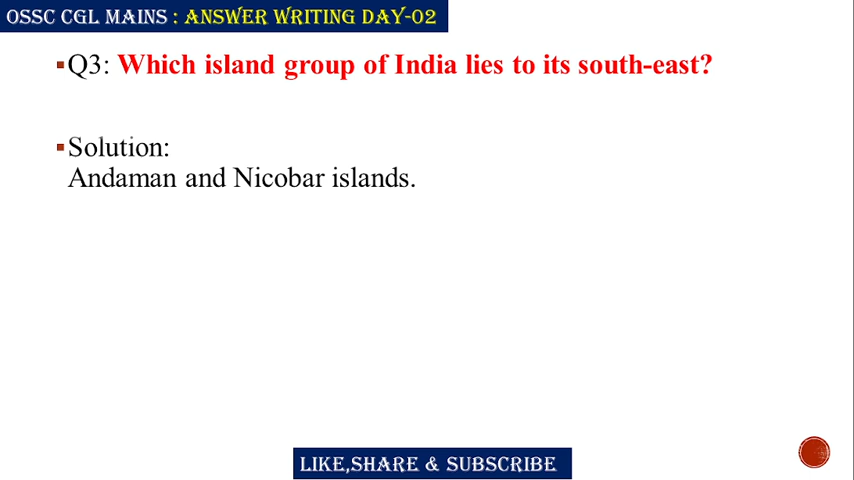 OSSC CGL MAINS : ANSWER WRITING DAY-02
▪Q3: Which island group of India lies to its south-east?
▪Solution:
Andaman and Nicobar islands.
LIKE,SHARE & SUBSCRIBE